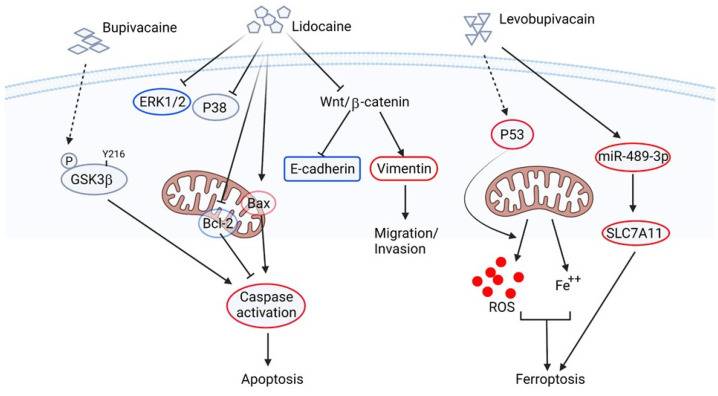 Bupivacaine
Lidocaine
Levobupivacain
ERK1/2
P38
Wnt/β-catenin
P53
miR-489-3p
P
Y216
GSK3β
E-cadherin
Vimentin
Bax
Bcl-2
Migration/
Invasion
SLC7A11
Caspase
activation
ROS
Fe++
Apoptosis
Ferroptosis